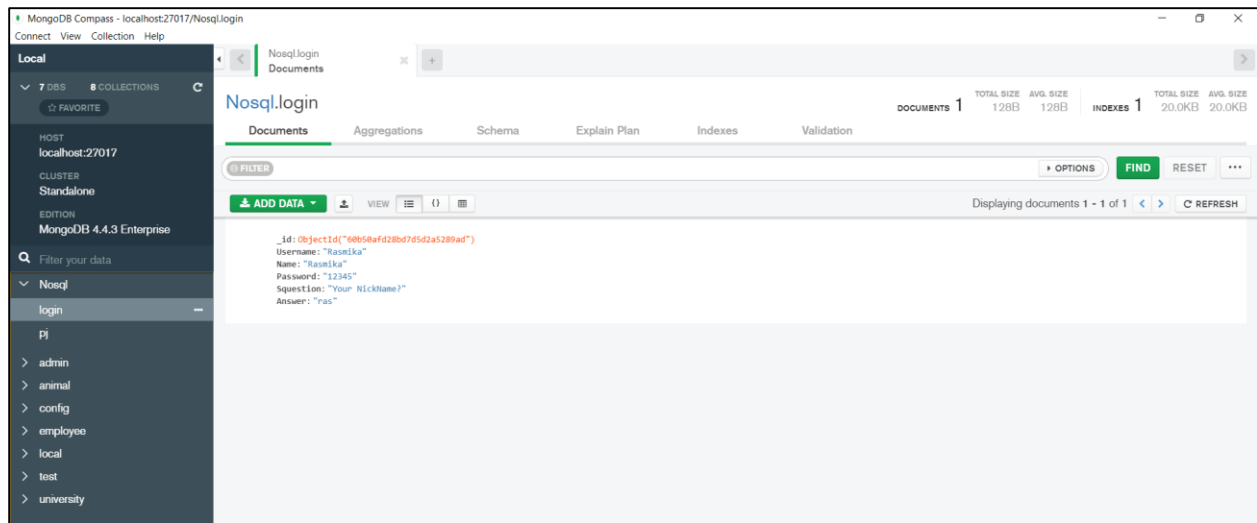 MongoDB Compass - localhost:27017/Nosql.login
Connect View Collection Help
Local
7 DBS 8 COLLECTIONS
FAVORITE
HOST
localhost:27017
CLUSTER
Standalone
EDITION
MongoDB 4.4.3 Enterprise
Filter your data
Nosql
login
pj
admin
animal
config
employee
local
test
university
Nosql.login
Documents
Nosql.login
DOCUMENTS 1 TOTAL SIZE 128B AVG. SIZE 128B INDEXES 1 TOTAL SIZE 20.0KB AVG. SIZE 20.0KB
Documents Aggregations Schema Explain Plan Indexes Validation
FILTER OPTIONS FIND RESET ...
ADD DATA VIEW {} Displaying documents 1 - 1 of 1 < > REFRESH
_id: ObjectId("60b50afd28bd7d5d2a5289ad")
Username: "Rasmika"
Name: "Rasmika"
Password: "12345"
Squestion: "Your NickName?"
Answer: "ras"